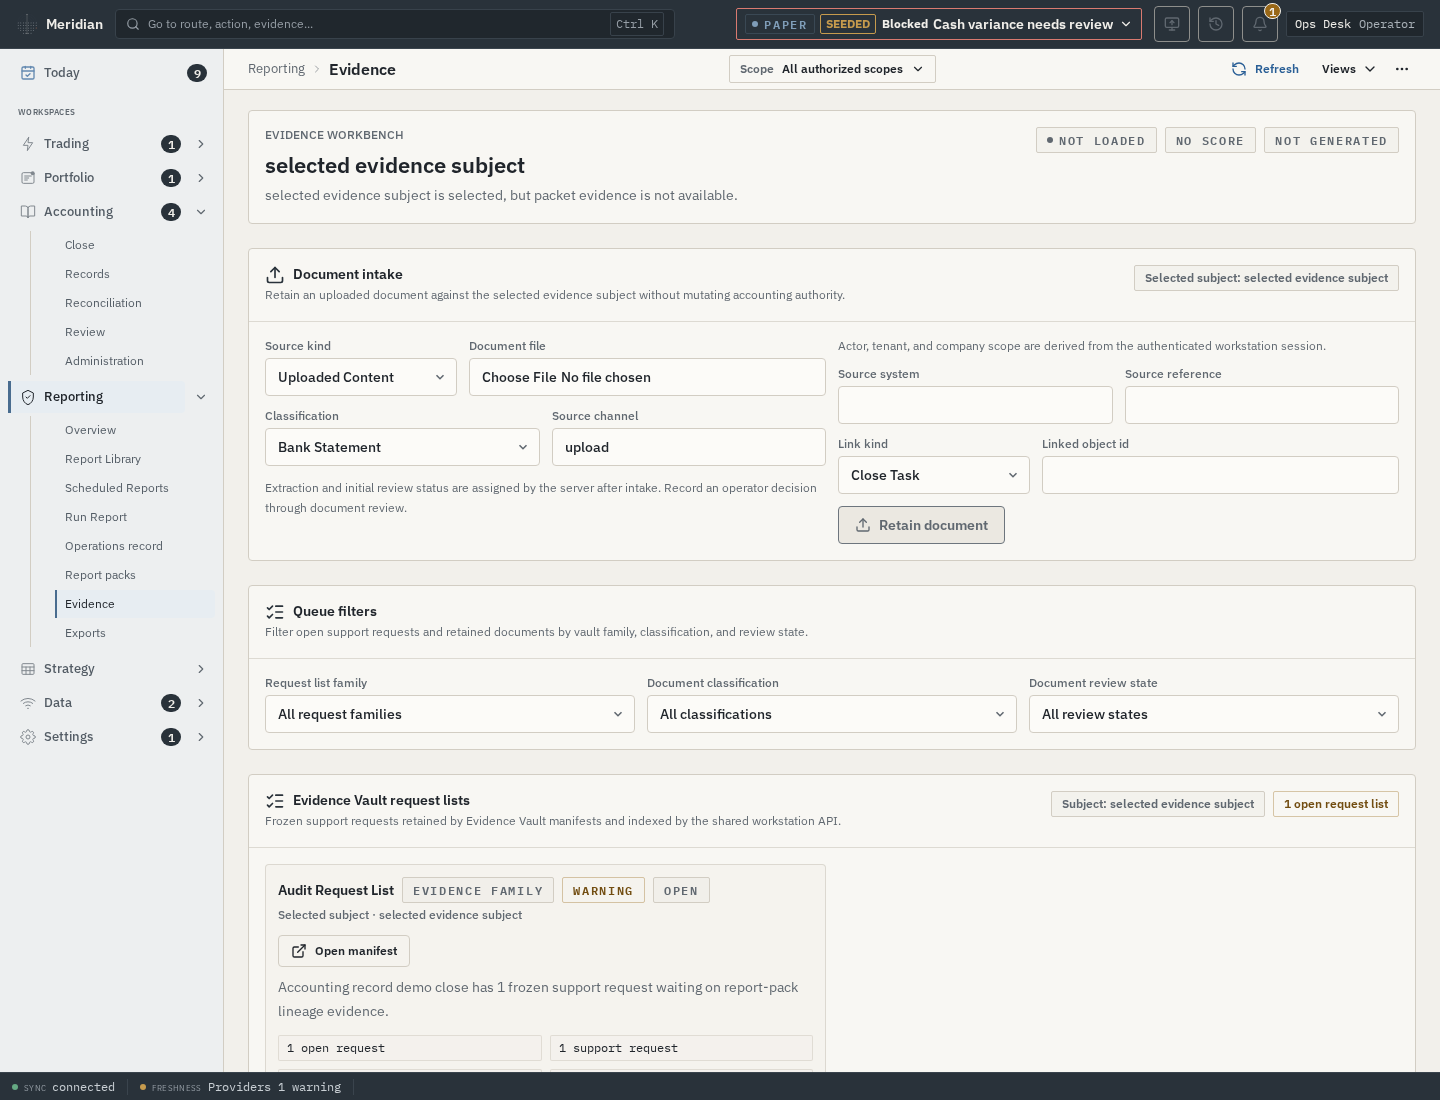 Meridian
Go to route, action, evidence...
Ctrl K
PAPER
SEEDED
Blocked Cash variance needs review
1
Ops Desk Operator
Today
9
WORKSPACES
Trading
1
Portfolio
1
Accounting
4
Close
Records
Reconciliation
Review
Administration
Reporting
Overview
Report Library
Scheduled Reports
Run Report
Operations record
Report packs
Evidence
Exports
Strategy
Data
2
Settings
1
Reporting
Evidence
Scope All authorized scopes
Refresh
Views
EVIDENCE WORKBENCH
selected evidence subject
selected evidence subject is selected, but packet evidence is not available.
NOT LOADED
NO SCORE
NOT GENERATED
Document intake
Retain an uploaded document against the selected evidence subject without mutating accounting authority.
Selected subject: selected evidence subject
Source kind
Uploaded Content
Document file
Choose File No file chosen
Classification
Bank Statement
Source channel
upload
Extraction and initial review status are assigned by the server after intake. Record an operator decision
through document review.
Actor, tenant, and company scope are derived from the authenticated workstation session.
Source system
Source reference
Link kind
Close Task
Linked object id
Retain document
Queue filters
Filter open support requests and retained documents by vault family, classification, and review state.
Request list family
All request families
Document classification
All classifications
Document review state
All review states
Evidence Vault request lists
Frozen support requests retained by Evidence Vault manifests and indexed by the shared workstation API.
Subject: selected evidence subject
1 open request list
Audit Request List
EVIDENCE FAMILY
WARNING
OPEN
Selected subject · selected evidence subject
Open manifest
Accounting record demo close has 1 frozen support request waiting on report-pack
lineage evidence.
1 open request
1 support request
SYNC connected
FRESHNESS Providers 1 warning